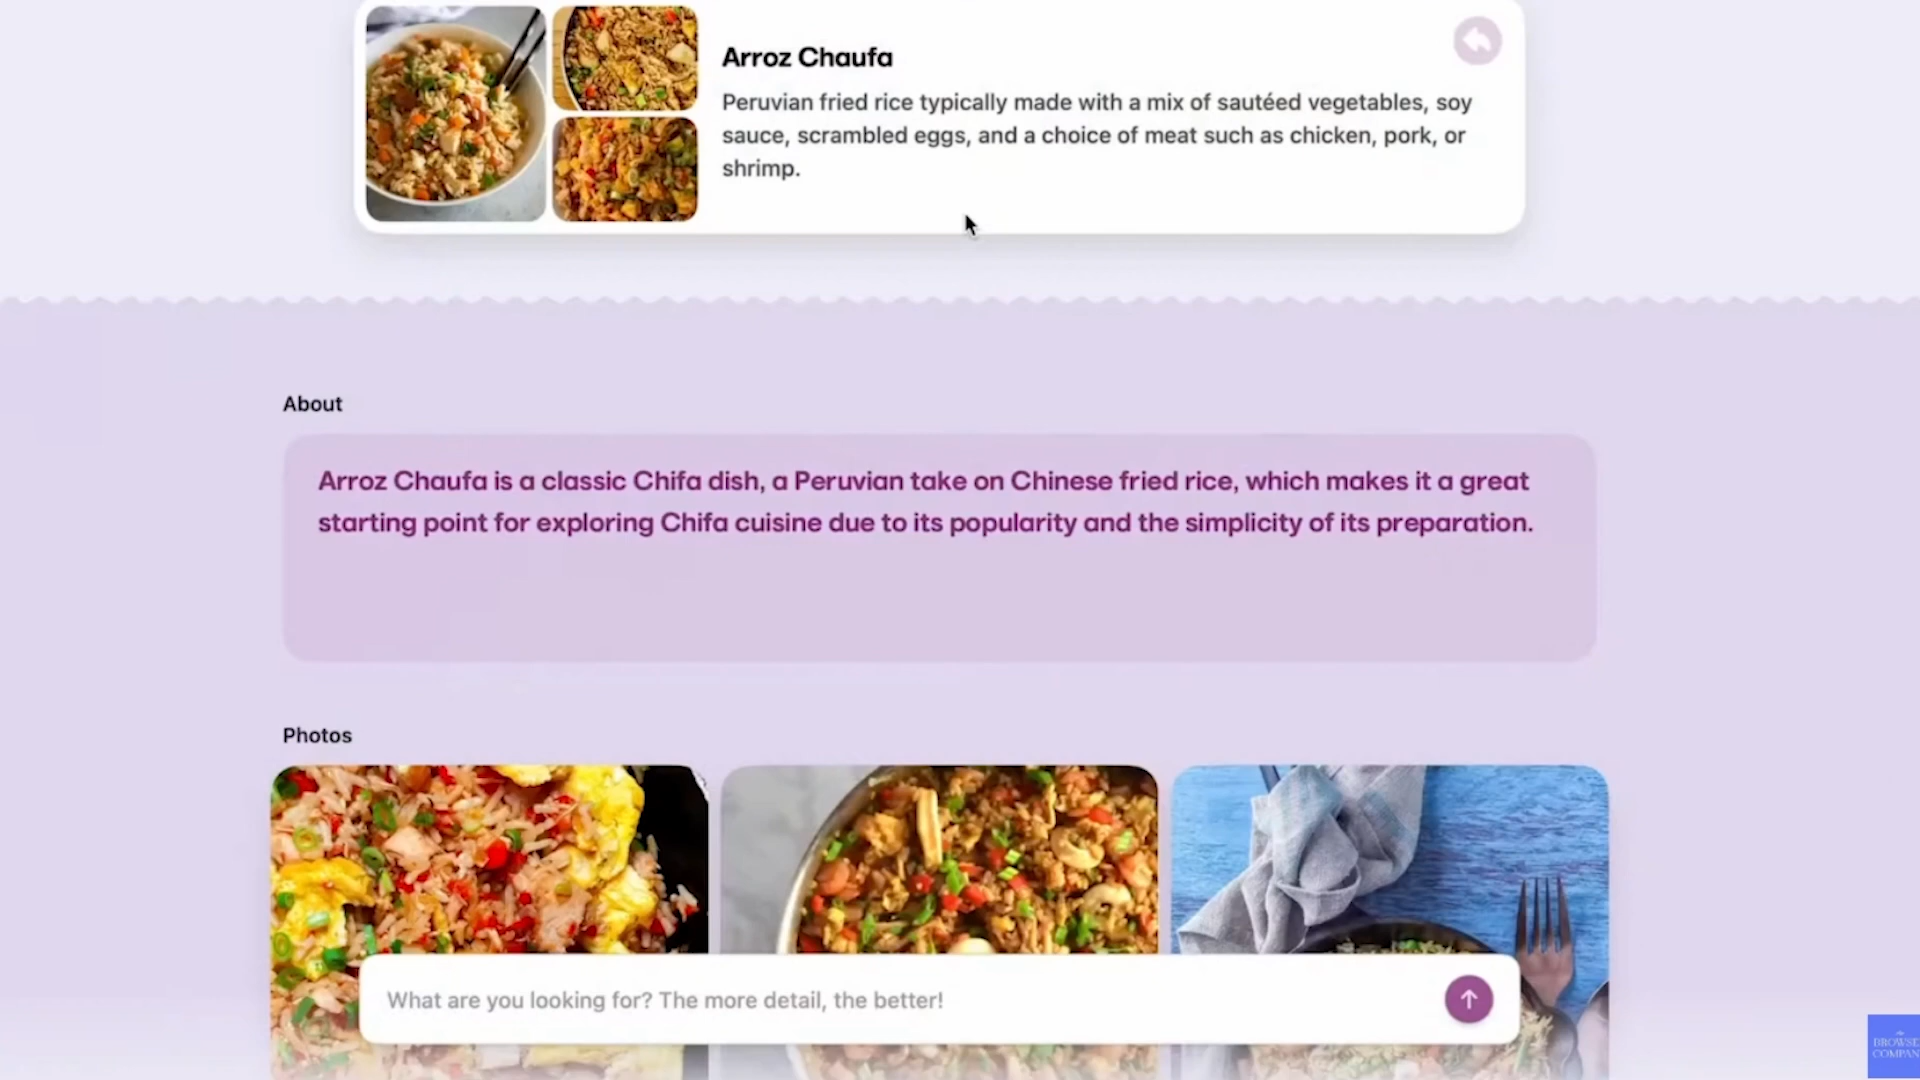 Arroz Chaufa
Peruvian fried rice typically made with a mix of sautéed vegetables, soy
sauce, scrambled eggs, and a choice of meat such as chicken, pork, or
shrimp.
About
Arroz Chaufa is a classic Chifa dish, a Peruvian take on Chinese fried rice, which makes it a great
starting point for exploring Chifa cuisine due to its popularity and the simplicity of its preparation.
Photos
What are you looking for? The more detail, the better!
BROWSE
COMPAN